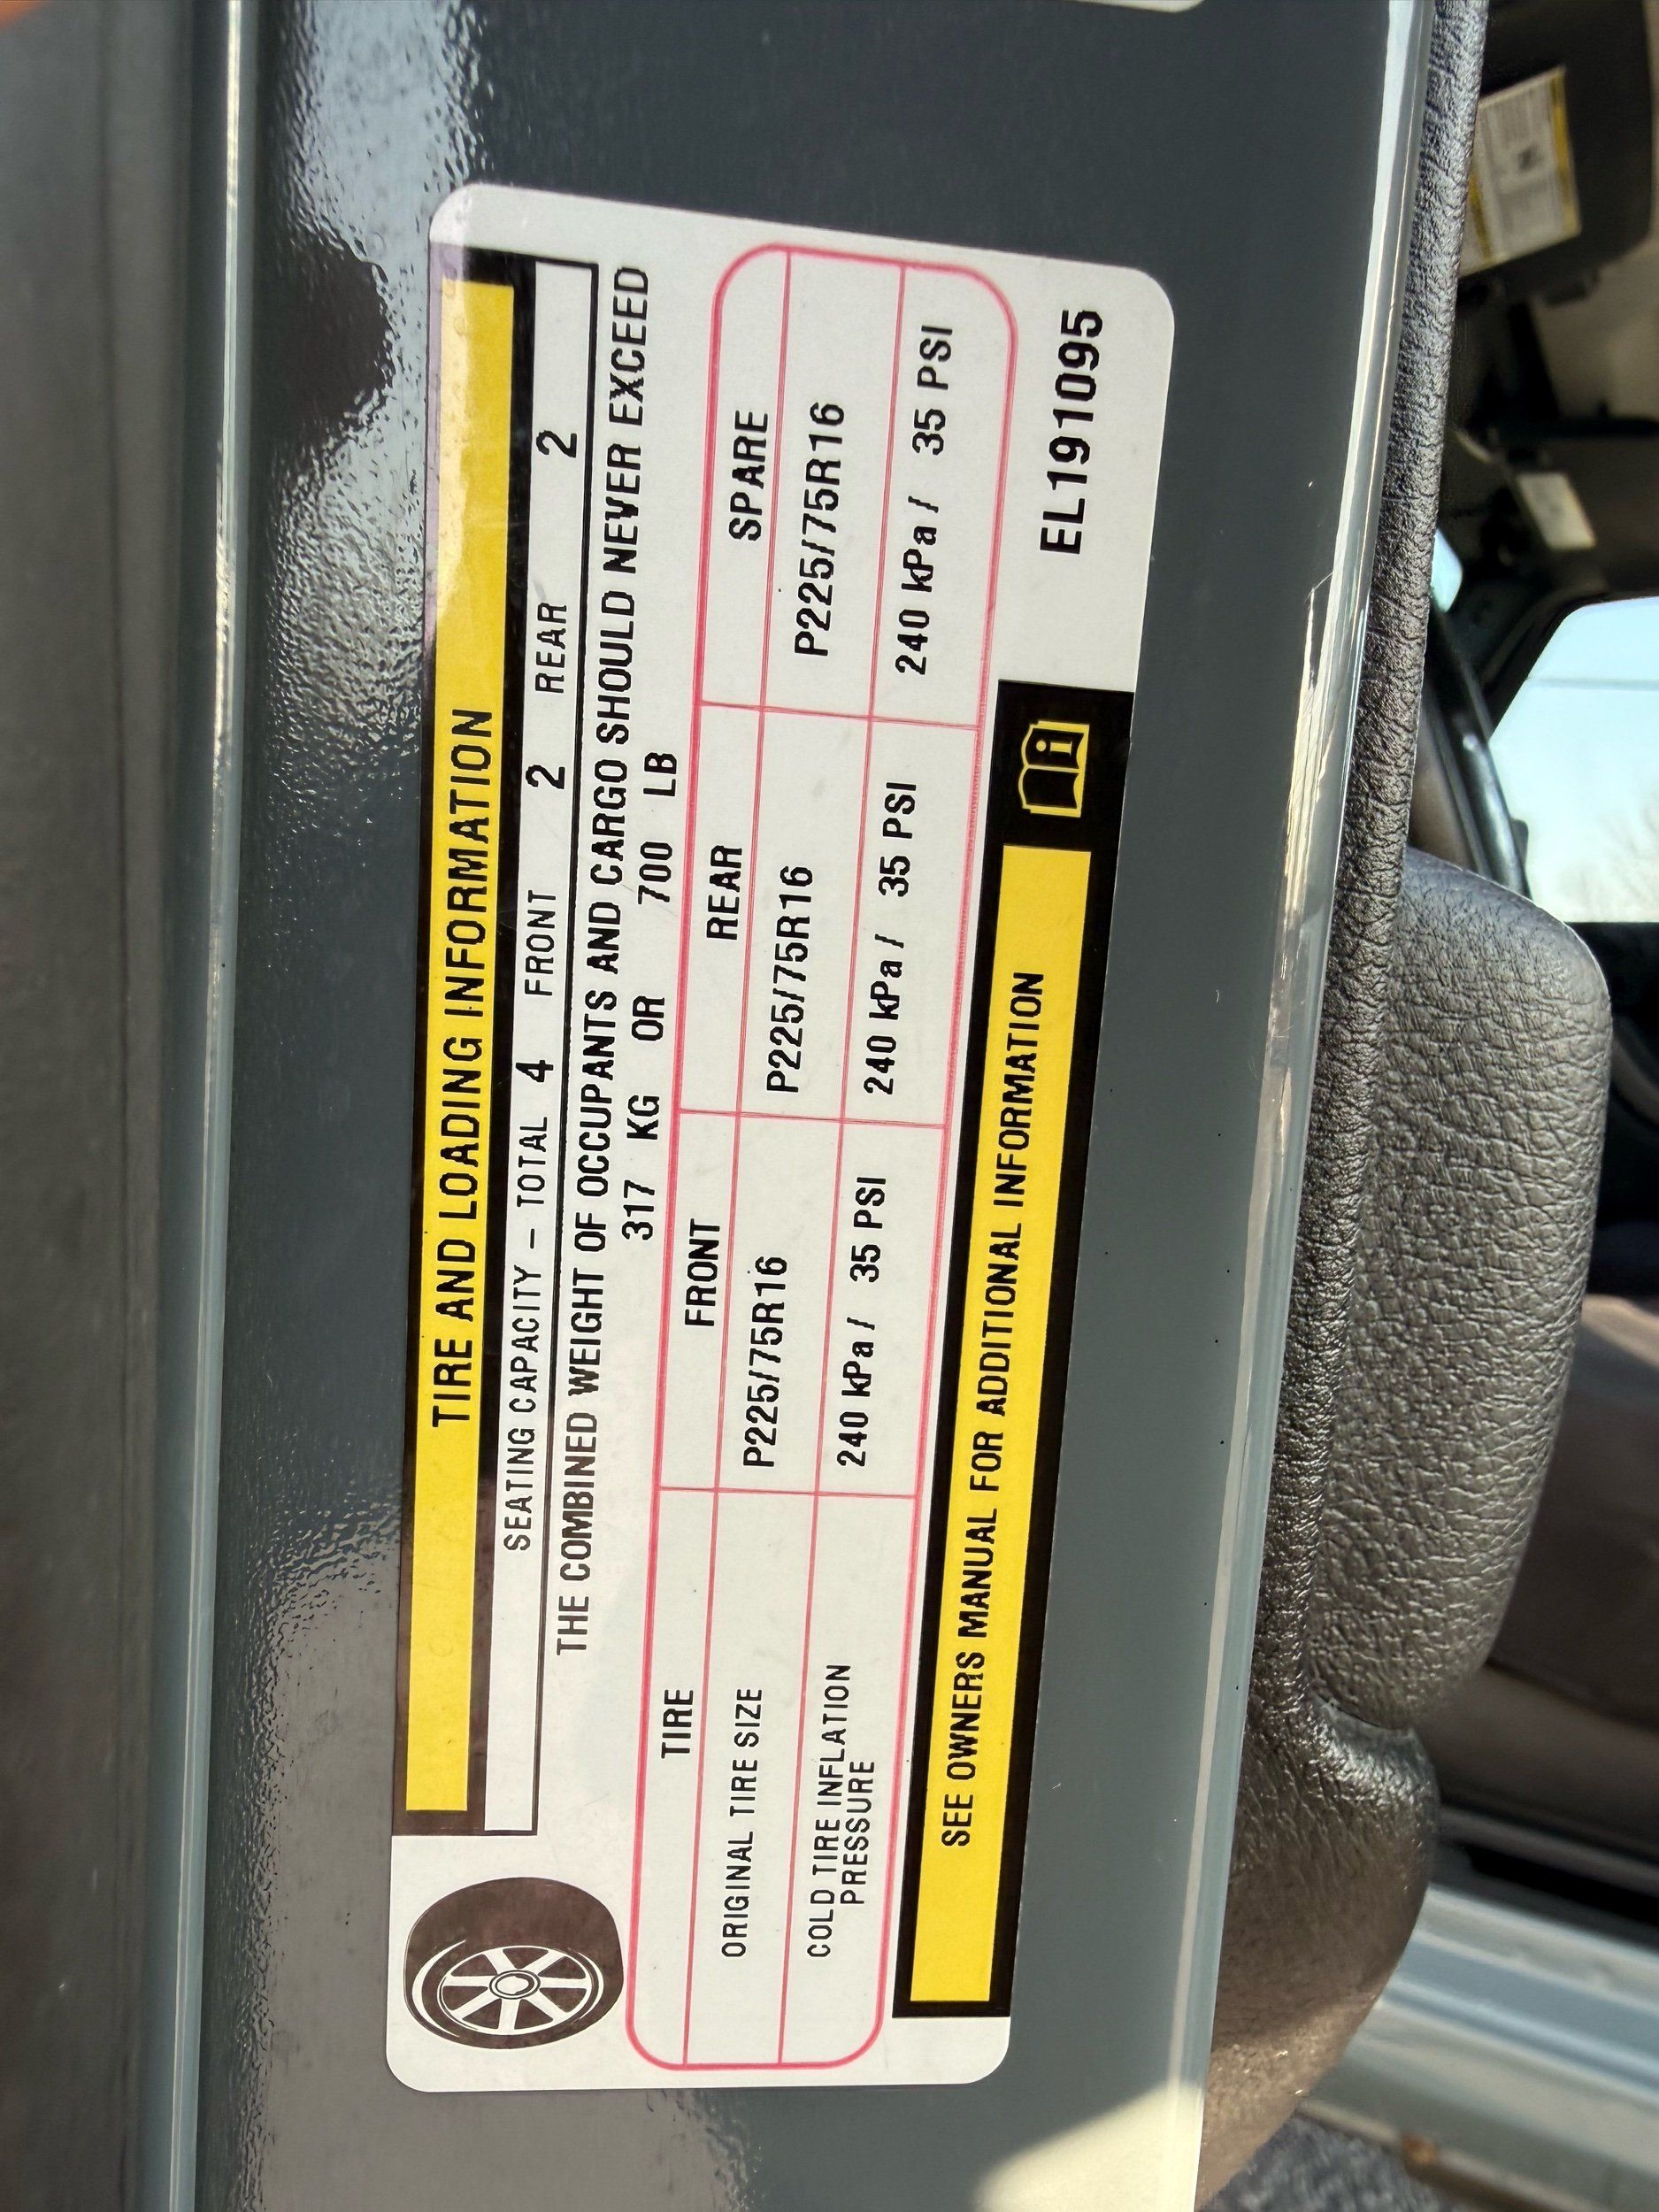 TIRE AND LOADING INFORMATION
SEATING CAPACITY - TOTAL 4 FRONT 2 REAR 2
THE COMBINED WEIGHT OF OCCUPANTS AND CARGO SHOULD NEVER EXCEED
317 KG OR 700 LB
TIRE FRONT REAR SPARE
ORIGINAL TIRE SIZE P225/75R16 P225/75R16 P225/75R16
COLD TIRE INFLATION PRESSURE 240 kPa / 35 PSI 240 kPa / 35 PSI 240 kPa / 35 PSI
SEE OWNERS MANUAL FOR ADDITIONAL INFORMATION
EL191095